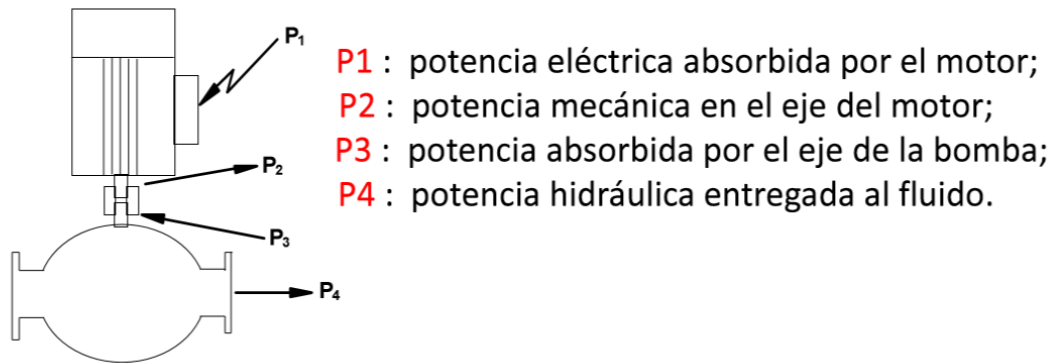 P1
P1 : potencia eléctrica absorbida por el motor;
P2 : potencia mecánica en el eje del motor;
P2
P3 : potencia absorbida por el eje de la bomba;
P4 : potencia hidráulica entregada al fluido.
P3
P4